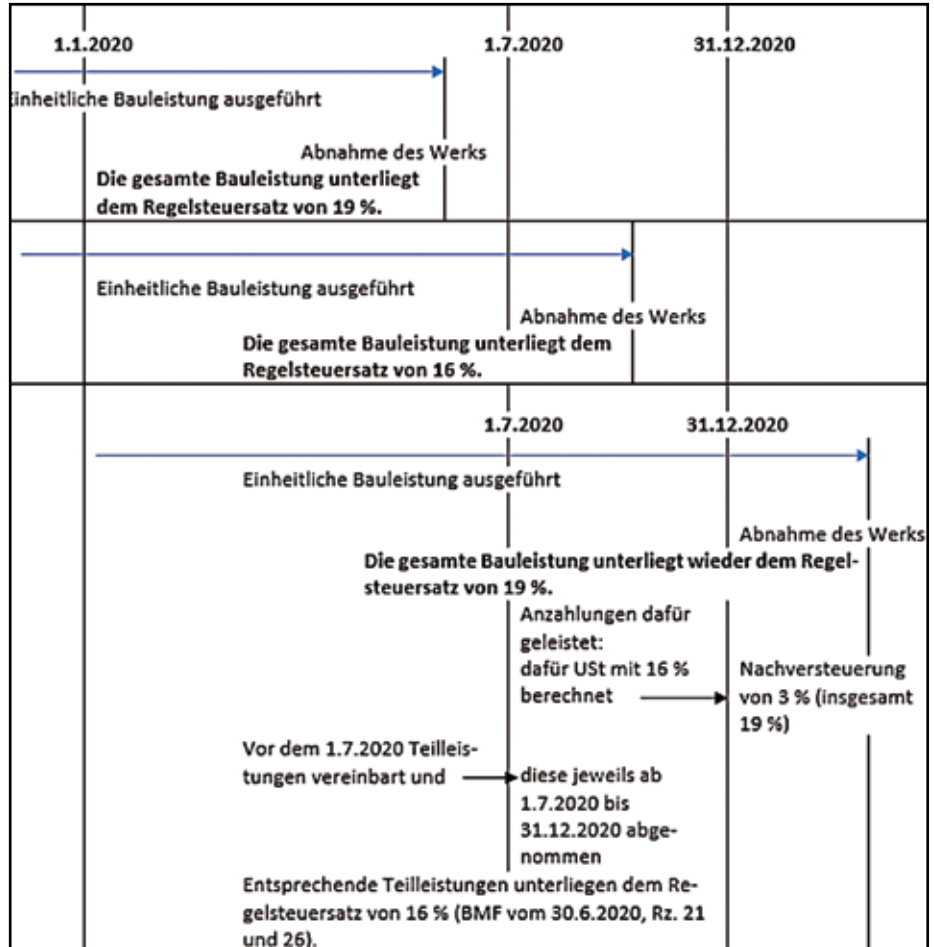 1.1.2020 1.7.2020 31.12.2020
Einheitliche Bauleistung ausgeführt
Abnahme des Werks
Die gesamte Bauleistung unterliegt
dem Regelsteuersatz von 19 %.
Einheitliche Bauleistung ausgeführt
Abnahme des Werks
Die gesamte Bauleistung unterliegt dem
Regelsteuersatz von 16 %.
1.7.2020 31.12.2020
Einheitliche Bauleistung ausgeführt
Abnahme des Werks
Die gesamte Bauleistung unterliegt wieder dem Regel-
steuersatz von 19 %.
Anzahlungen dafür
geleistet:
dafür USt mit 16 %
berechnet
Nachversteuerung
von 3 % (insgesamt
19 %)
Vor dem 1.7.2020 Teilleis-
tungen vereinbart und
diese jeweils ab
1.7.2020 bis
31.12.2020 abge-
nommen
Entsprechende Teilleistungen unterliegen dem Re-
gelsteuersatz von 16 % (BMF vom 30.6.2020, Rz. 21
und 26).